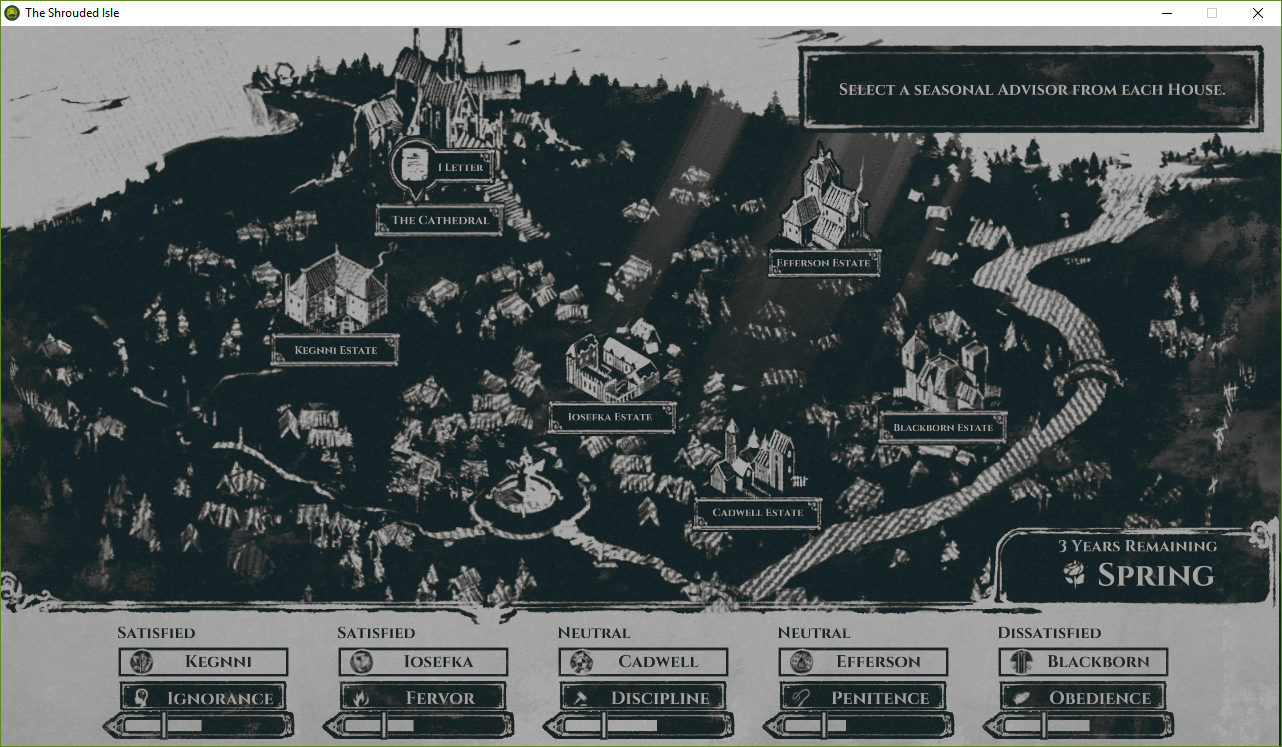 The Shrouded Isle
Select a seasonal Advisor from each House.
1 Letter
The Cathedral
Efferson Estate
Kegnni Estate
Iosefka Estate
Blackborn Estate
Cadwell Estate
3 Years Remaining
Spring
Satisfied
Kegnni
Ignorance
Satisfied
Iosefka
Fervor
Neutral
Cadwell
Discipline
Neutral
Efferson
Penitence
Dissatisfied
Blackborn
Obedience